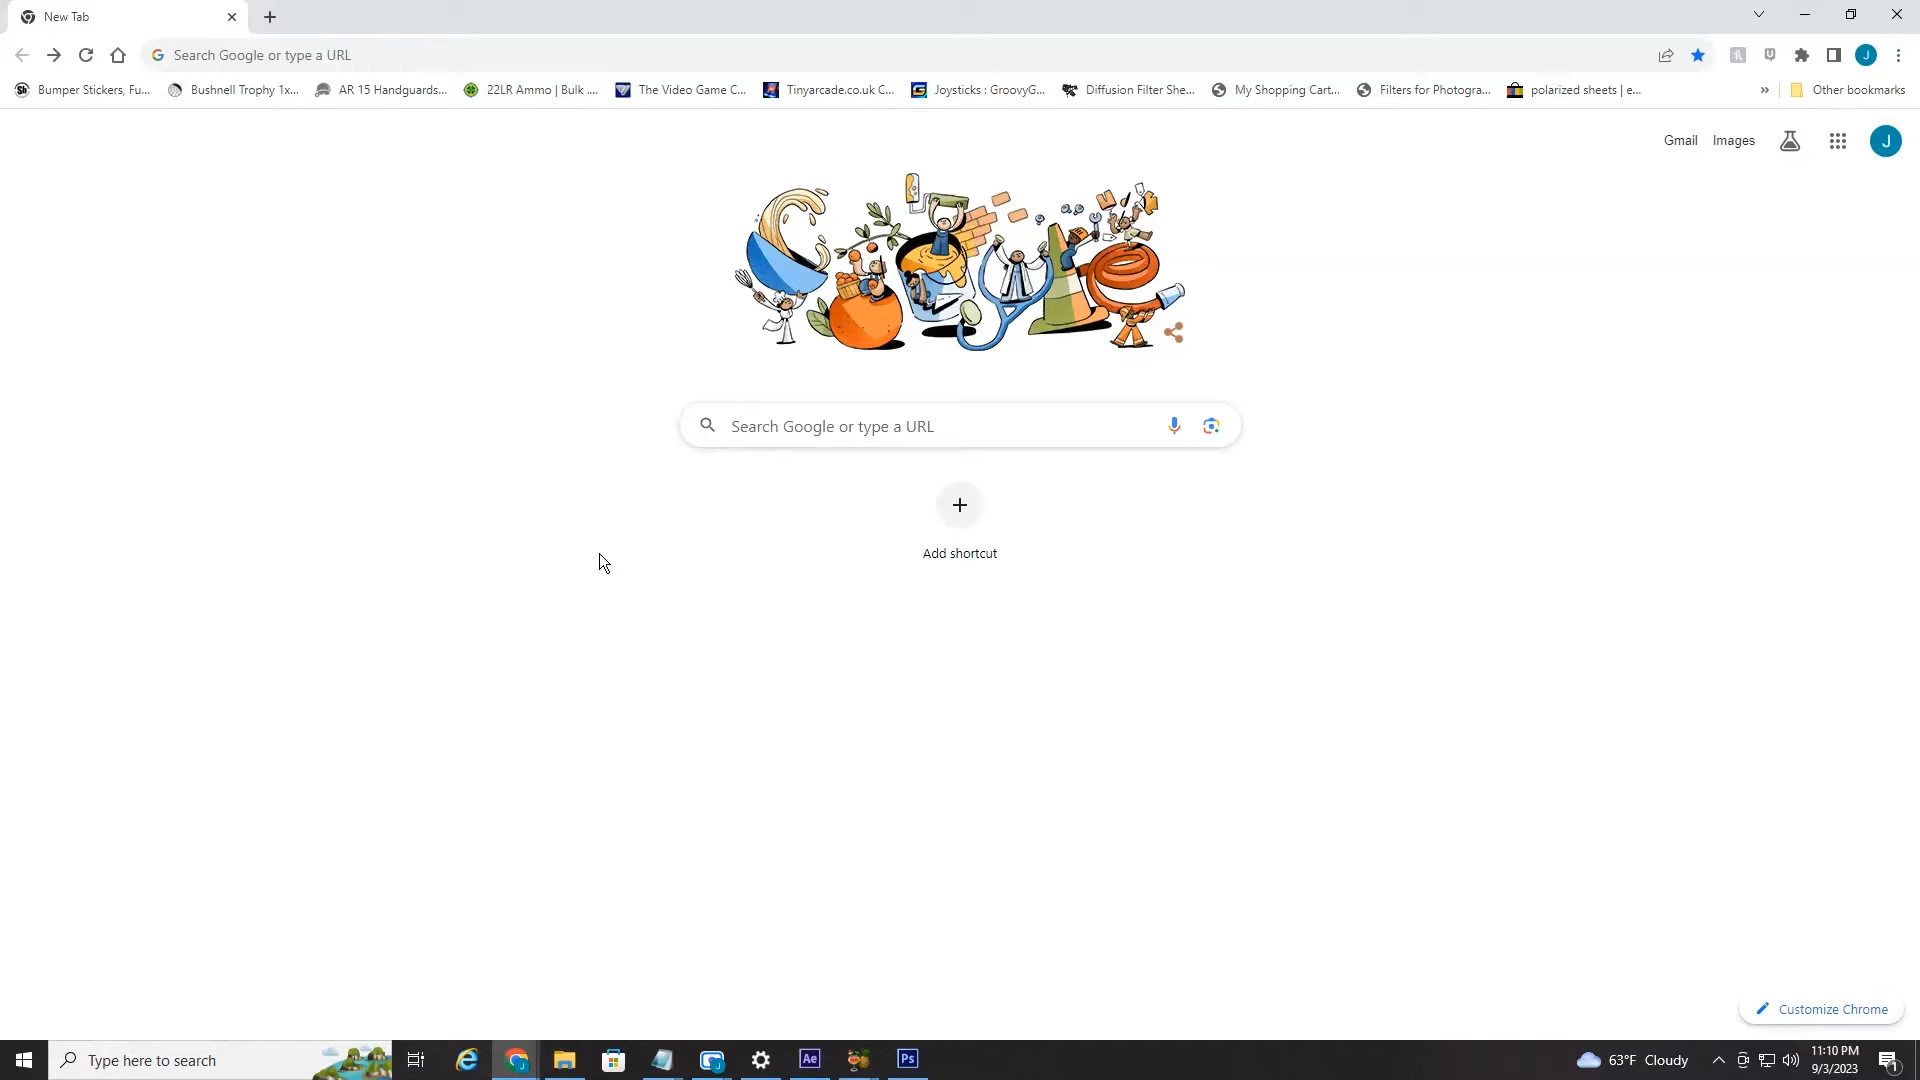 New Tab
Search Google or type a URL
Bumper Stickers, Fu... Bushnell Trophy 1x... AR 15 Handguards... 22LR Ammo | Bulk .... The Video Game C... Tinyarcade.co.uk C... Joysticks : GroovyG... Diffusion Filter She... My Shopping Cart... Filters for Photogra... polarized sheets | e... » Other bookmarks
Gmail Images J
Search Google or type a URL
Add shortcut
Customize Chrome
Type here to search
Ae
Ps
63°F Cloudy
11:10 PM
9/3/2023
1